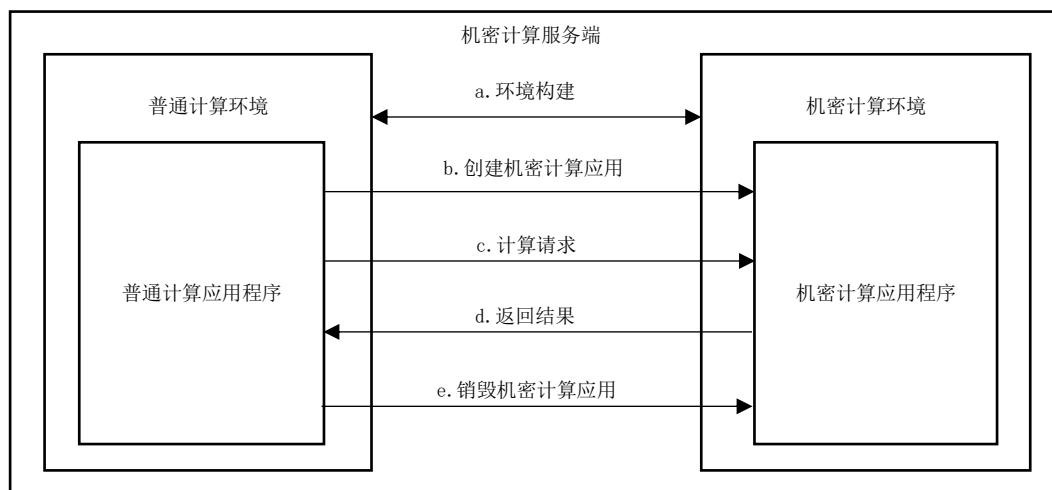 机密计算服务端
普通计算环境
a.环境构建
机密计算环境
b.创建机密计算应用
c.计算请求
普通计算应用程序
机密计算应用程序
d.返回结果
e.销毁机密计算应用